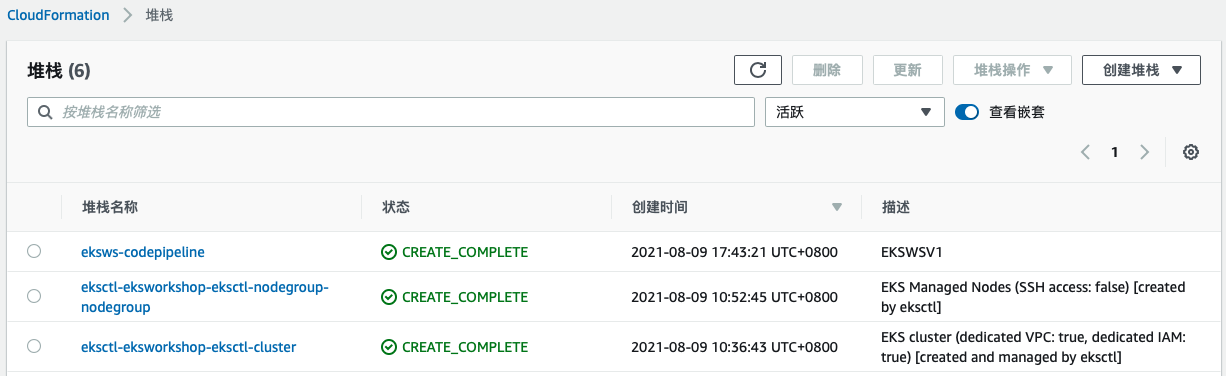 CloudFormation > 堆栈
堆栈 (6)
删除 更新 堆栈操作 创建堆栈
按堆栈名称筛选 活跃 查看嵌套
1
堆栈名称 状态 创建时间 描述
eksws-codepipeline CREATE_COMPLETE 2021-08-09 17:43:21 UTC+0800 EKSWSV1
eksctl-eksworkshop-eksctl-nodegroup-
nodegroup
CREATE_COMPLETE 2021-08-09 10:52:45 UTC+0800
EKS Managed Nodes (SSH access: false) [created
by eksctl]
eksctl-eksworkshop-eksctl-cluster CREATE_COMPLETE 2021-08-09 10:36:43 UTC+0800
EKS cluster (dedicated VPC: true, dedicated IAM:
true) [created and managed by eksctl]